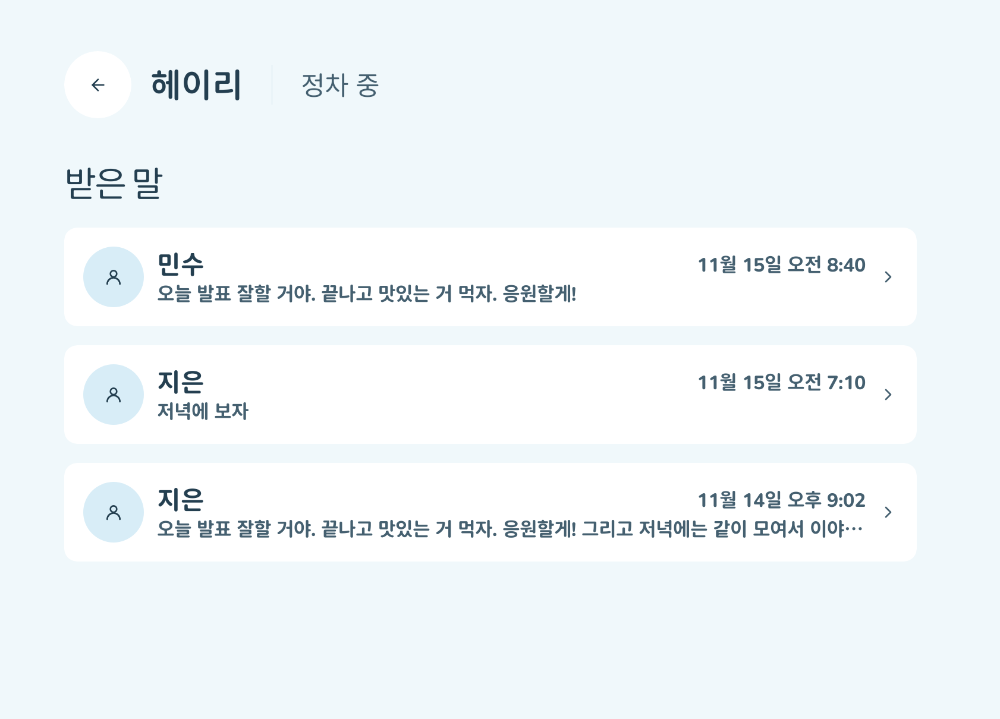 헤이리
정차 중
받은 말
민수
11월 15일 오전 8:40
오늘 발표 잘할 거야. 끝나고 맛있는 거 먹자. 응원할게!
지은
11월 15일 오전 7:10
저녁에 보자
지은
11월 14일 오후 9:02
오늘 발표 잘할 거야. 끝나고 맛있는 거 먹자. 응원할게! 그리고 저녁에는 같이 모여서 이야…